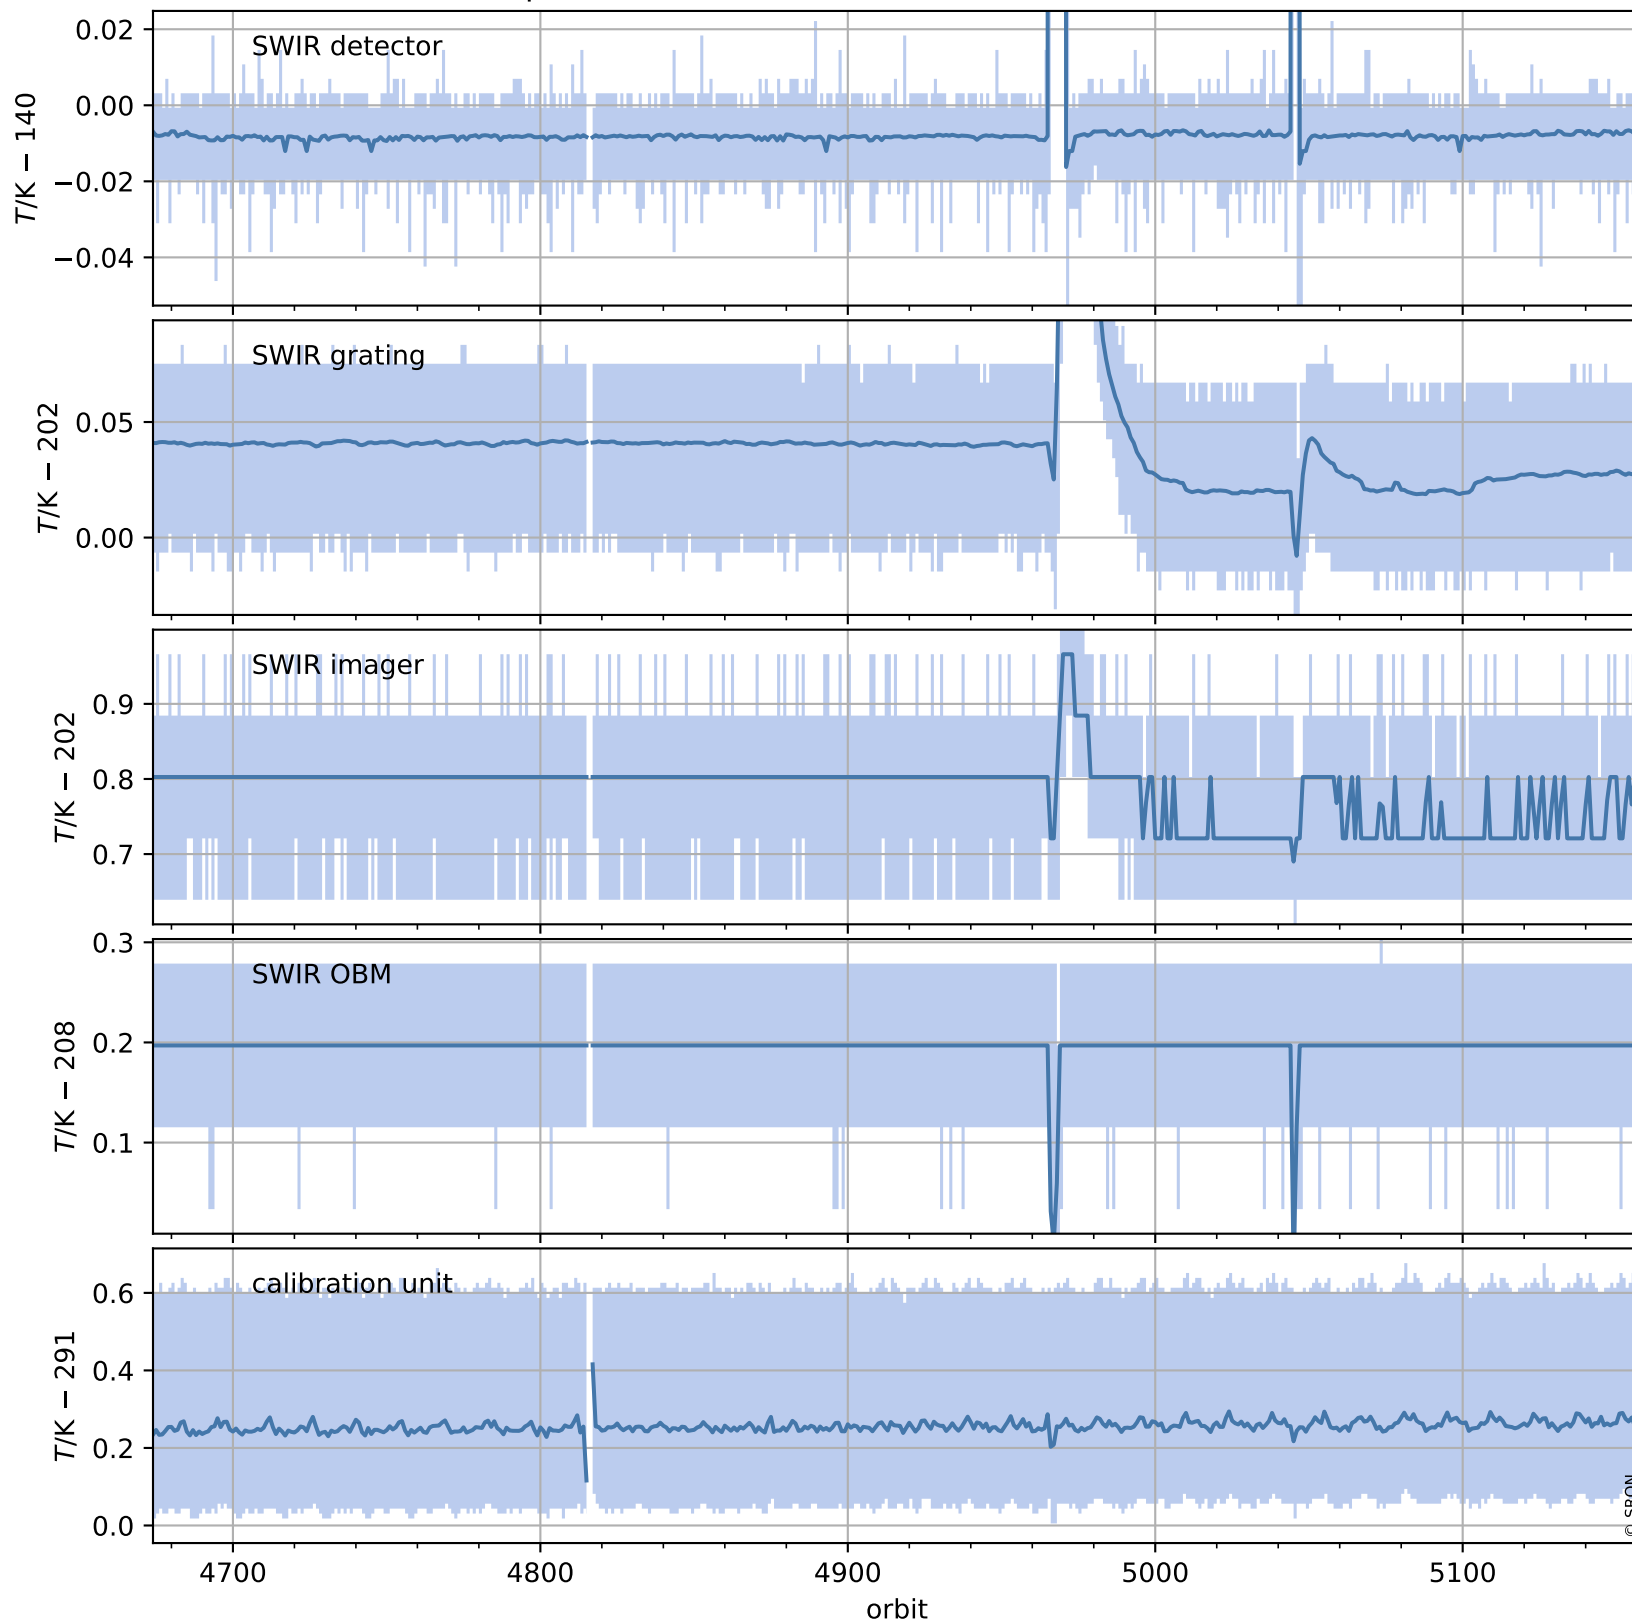 SWIR detector
0.02
0.00
−0.02
−0.04
T/K − 140
SWIR grating
0.05
0.00
T/K − 202
SWIR imager
0.9
0.8
0.7
T/K − 202
SWIR OBM
0.3
0.2
0.1
T/K − 208
calibration unit
0.6
0.4
0.2
0.0
T/K − 291
4700 4800 4900 5000 5100
orbit
© SRON